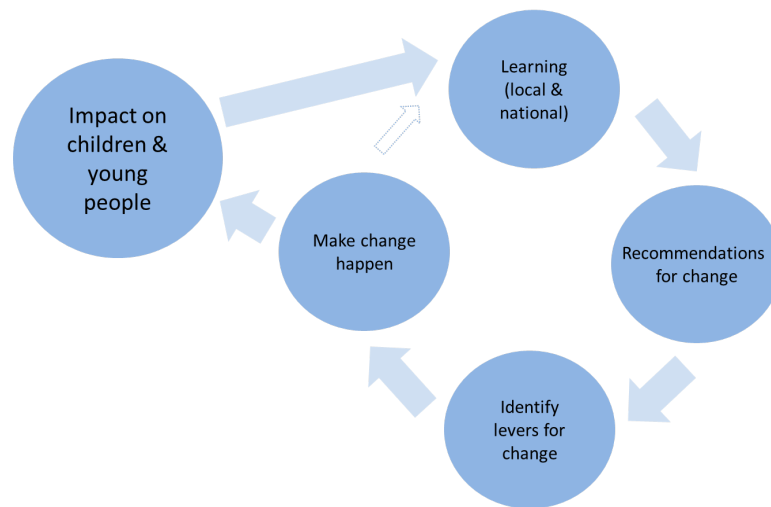 Learning
(local &
national)
Impact on
children &
young
people
Make change
happen
Recommendations
for change
Identify
levers for
change